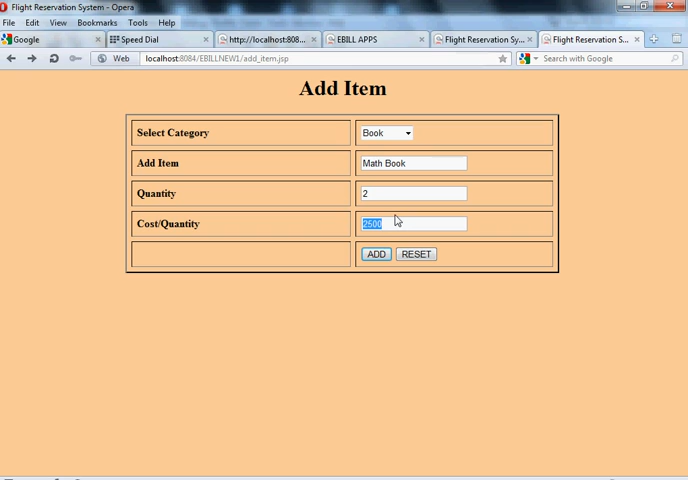 Flight Reservation System - Opera
File Edit View Bookmarks Tools Help
Google Speed Dial http://localhost:808... EBILL APPS Flight Reservation Sy... Flight Reservation S...
Web localhost:8084/EBILLNEW1/add_item.jsp Search with Google
Add Item
Select Category Book
Add Item Math Book
Quantity 2
Cost/Quantity 2500
ADD RESET